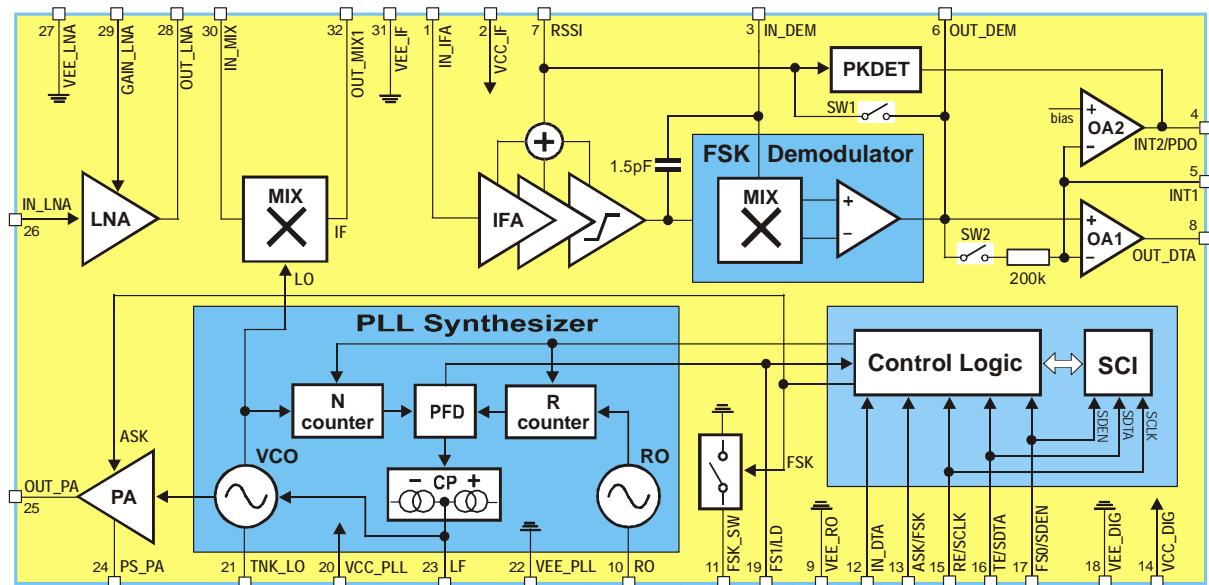 27 29 28 30 32 31 1 2 7 3 6
VEE_LNA GAIN_LNA OUT_LNA IN_MIX OUT_MIX1 VEE_IF IN_IFA VCC_IF RSSI IN_DEM OUT_DEM
PKDET
SW1
bias
+
−
OA2
4
INT2/PDO
5
INT1
1.5pF
FSK Demodulator
MIX
+
−
+
IFA
IN_LNA
26
LNA
MIX
IF
LO
SW2
200k
+
−
OA1
8
OUT_DTA
PLL Synthesizer
N
counter
PFD
R
counter
Control Logic
SCI
SDEN SDTA SCLK
ASK
VCO
RO
− CP +
FSK
OUT_PA
25
PA
24 PS_PA
21 TNK_LO
20 VCC_PLL
23 LF
22 VEE_PLL
10 RO
11 FSK_SW
19 FS1/LD
9 VEE_RO
12 IN_DTA
13 ASK/FSK
15 RE/SCLK
16 TE/SDTA
17 FS0/SDEN
18 VEE_DIG
14 VCC_DIG